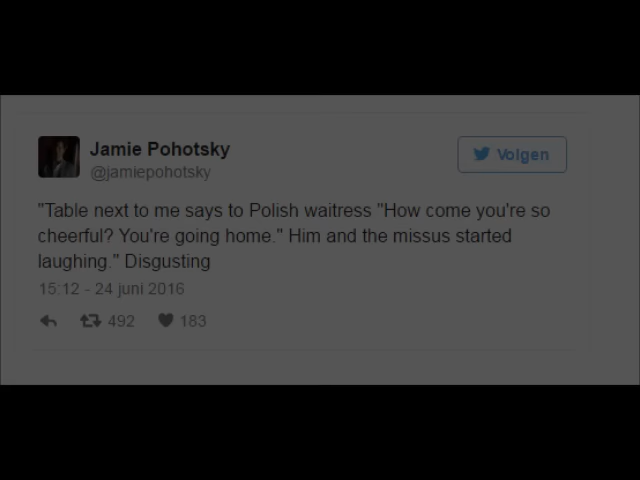 Jamie Pohotsky
@jamiepohotsky
Volgen
"Table next to me says to Polish waitress "How come you're so
cheerful? You're going home." Him and the missus started
laughing." Disgusting
15:12 - 24 juni 2016
492 183